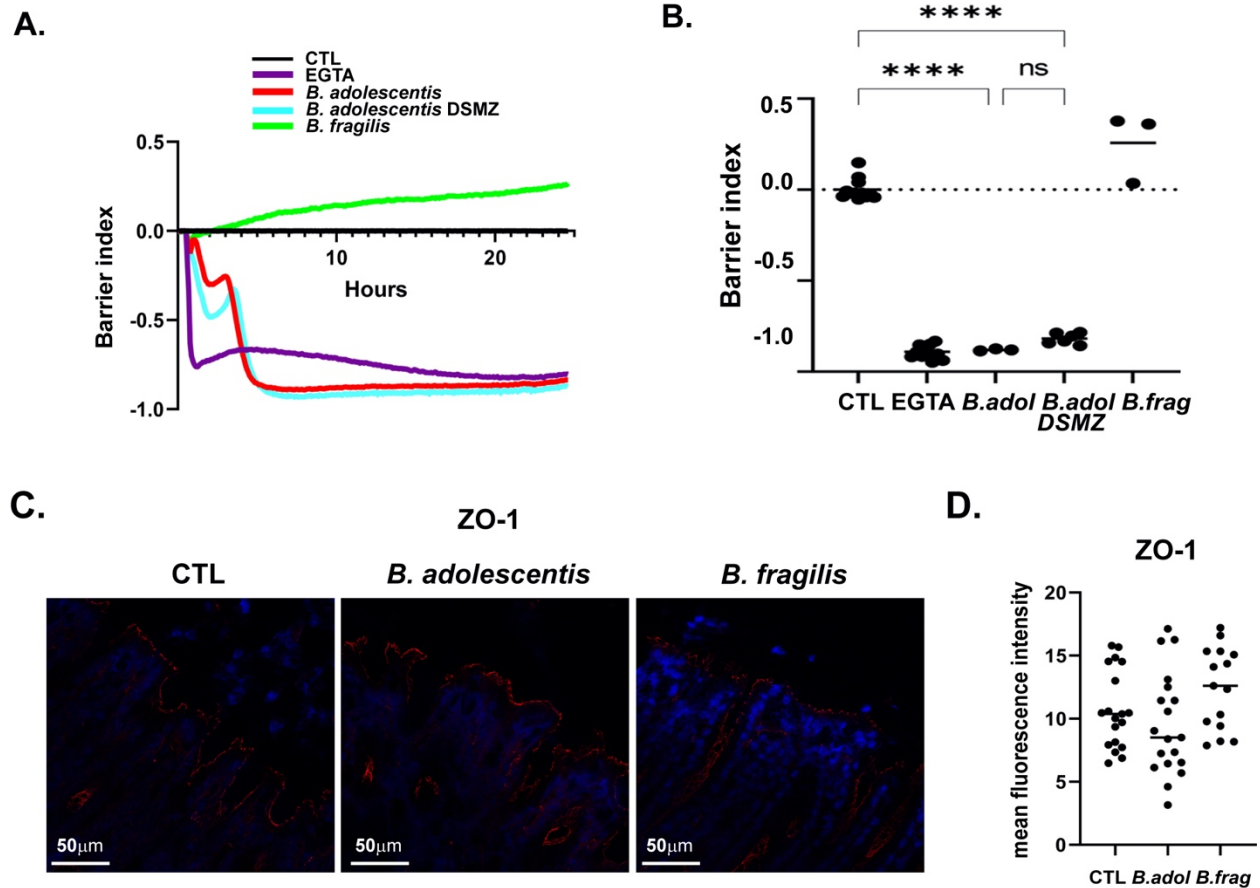 A.
CTL
EGTA
B. adolescentis
B. adolescentis DSMZ
B. fragilis
Barrier index
0.5
0.0
-0.5
-1.0
10
20
Hours
B.
****
****
ns
Barrier index
0.5
0.0
-0.5
-1.0
CTL EGTA B.adol B.adol B.frag
DSMZ
C.
ZO-1
CTL
B. adolescentis
B. fragilis
50µm
50µm
50µm
D.
ZO-1
mean fluorescence intensity
20
15
10
5
0
CTL B.adol B.frag